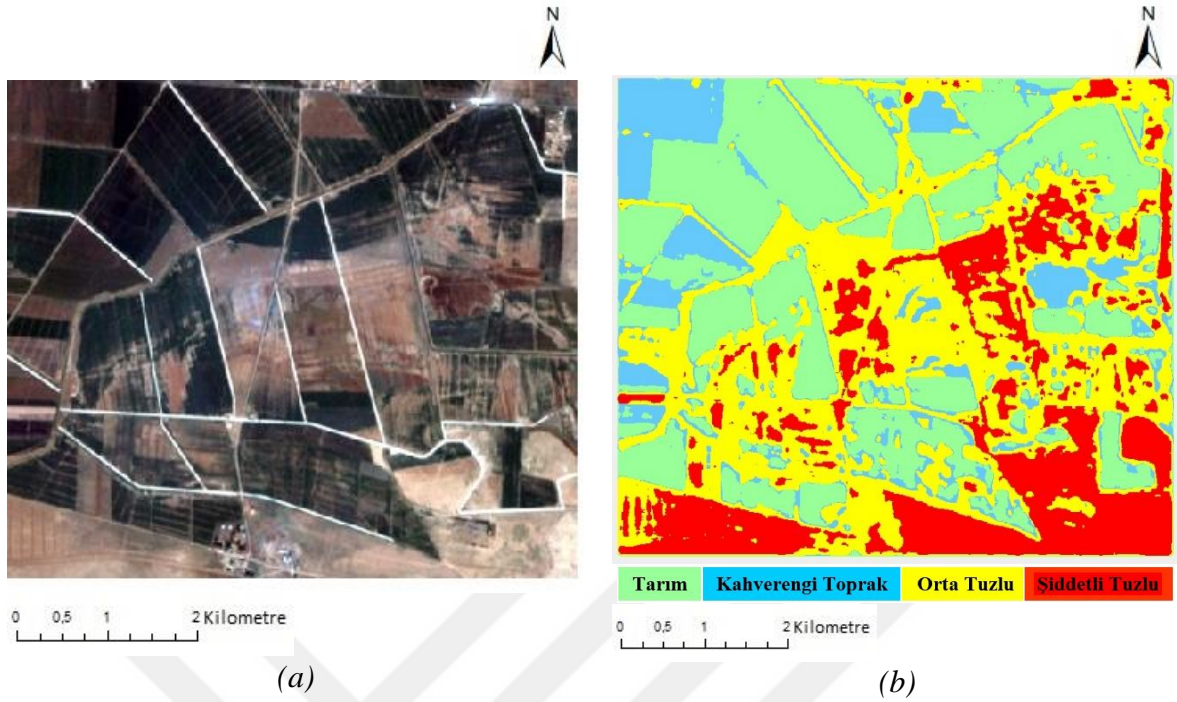 N
N
Tarım Kahverengi Toprak Orta Tuzlu Şiddetli Tuzlu
0 0,5 1 2 Kilometre
0 0,5 1 2 Kilometre
(a)
(b)